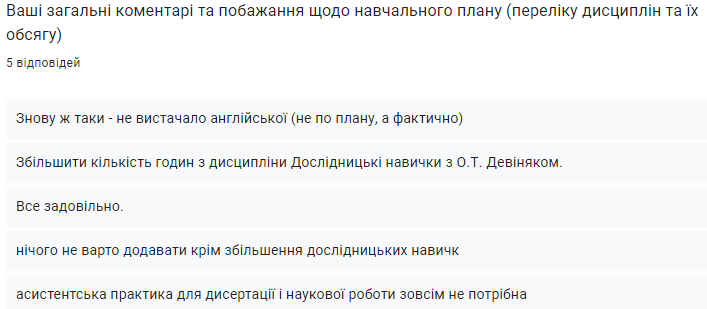 Ваші загальні коментарі та побажання щодо навчального плану (переліку дисциплін та їх
обсягу)
5 відповідей
Знову ж таки - не вистачало англійської (не по плану, а фактично)
Збільшити кількість годин з дисципліни Дослідницькі навички з О.Т. Девіняком.
Все задовільно.
нічого не варто додавати крім збільшення дослідницьких навичк
асистентська практика для дисертації і наукової роботи зовсім не потрібна